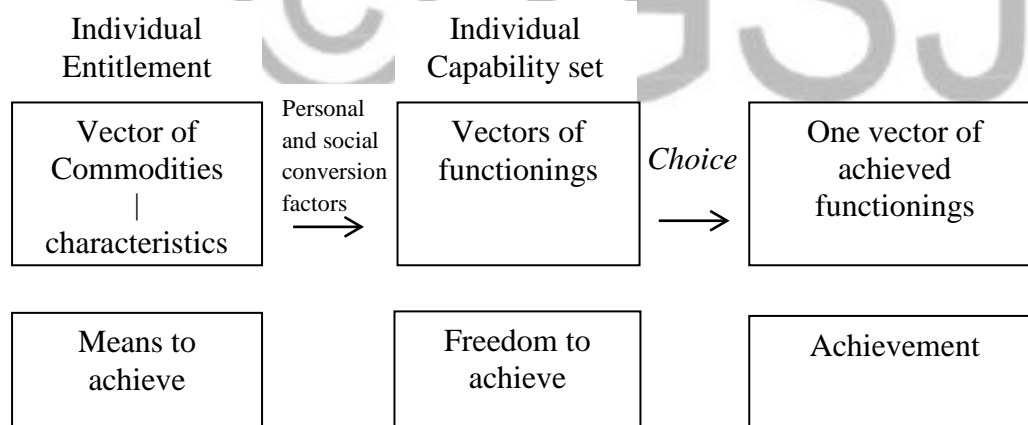 © GSJ
Individual
Entitlement
Individual
Capability set
Vector of
Commodities
|
characteristics
Personal
and social
conversion
factors
Vectors of
functionings
Choice
One vector of
achieved
functionings
Means to
achieve
Freedom to
achieve
Achievement